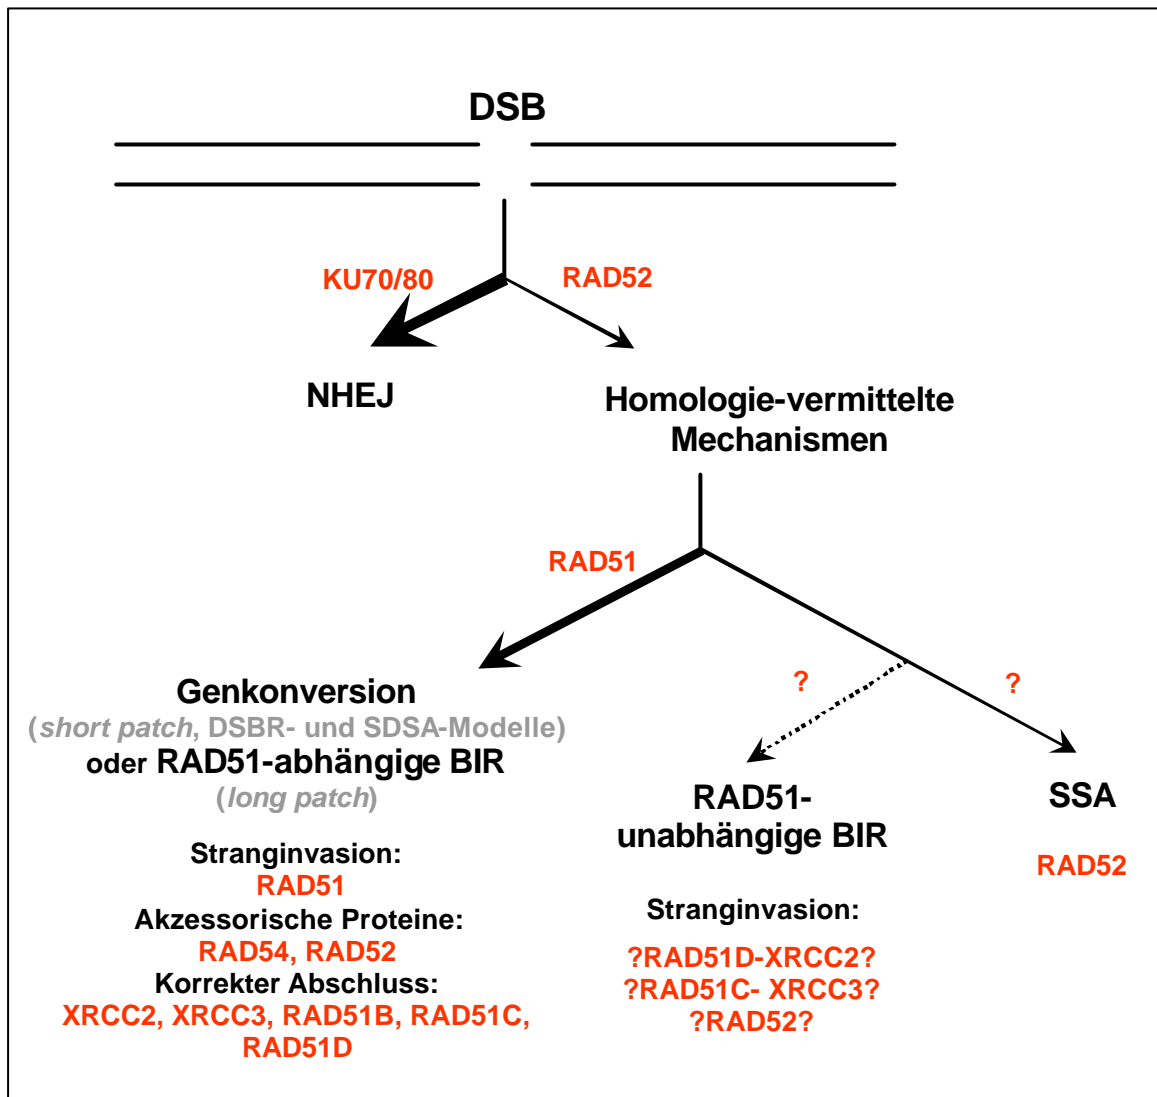 DSB
KU70/80
RAD52
NHEJ
Homologie-vermittelte
Mechanismen
RAD51
Genkonversion
(short patch, DSBR- und SDSA-Modelle)
oder RAD51-abhängige BIR
(long patch)
Stranginvasion:
RAD51
Akzessorische Proteine:
RAD54, RAD52
Korrekter Abschluss:
XRCC2, XRCC3, RAD51B, RAD51C,
RAD51D
?
RAD51-
unabhängige BIR
Stranginvasion:
?RAD51D-XRCC2?
?RAD51C- XRCC3?
?RAD52?
?
SSA
RAD52